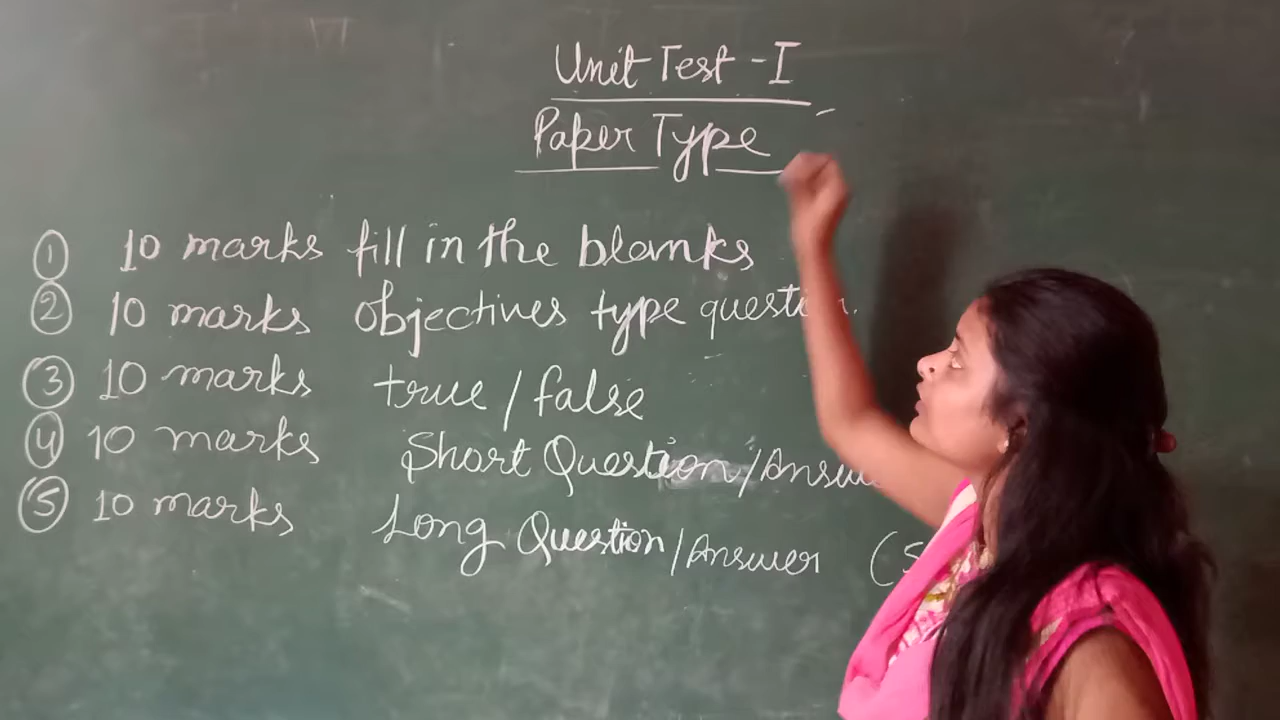 Unit Test - I
Paper Type
① 10 marks fill in the blanks
② 10 marks objectives type
③ 10 marks true / false
④ 10 marks Short Question /
⑤ 10 marks Long Question / Answer (5